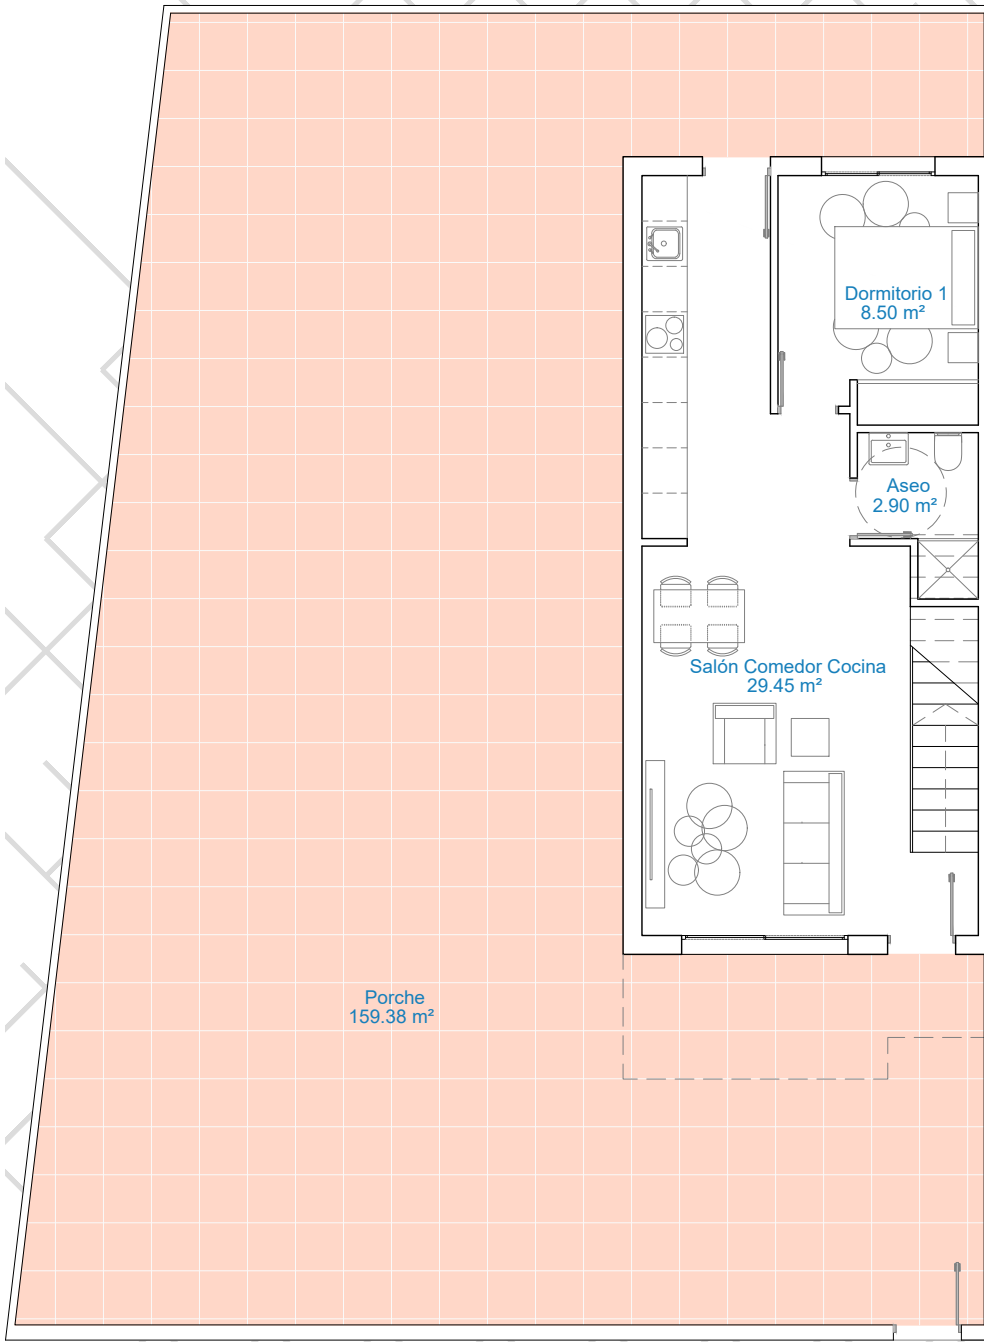 Dormitorio 1
8.50 m²
Aseo
2.90 m²
Salón Comedor Cocina
29.45 m²
Porche
159.38 m²